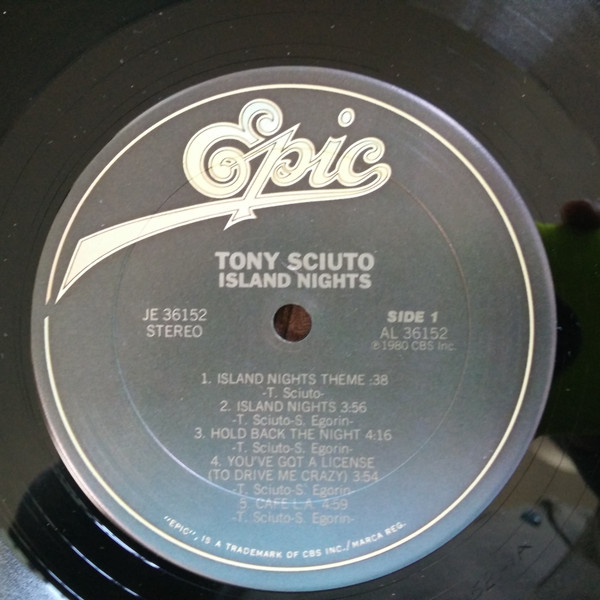 Epic
TONY SCIUTO
ISLAND NIGHTS
JE 36152
STEREO
SIDE 1
AL 36152
℗1980 CBS Inc.
1. ISLAND NIGHTS THEME :38
-T. Sciuto-
2. ISLAND NIGHTS 3:56
-T. Sciuto-S. Egorin-
3. HOLD BACK THE NIGHT 4:16
-T. Sciuto-S. Egorin-
4. YOU'VE GOT A LICENSE
(TO DRIVE ME CRAZY) 3:54
-T. Sciuto-S. Egorin-
5. CAFE L.A. 4:59
-T. Sciuto-S. Egorin-
"EPIC", IS A TRADEMARK OF CBS INC./MARCA REG.